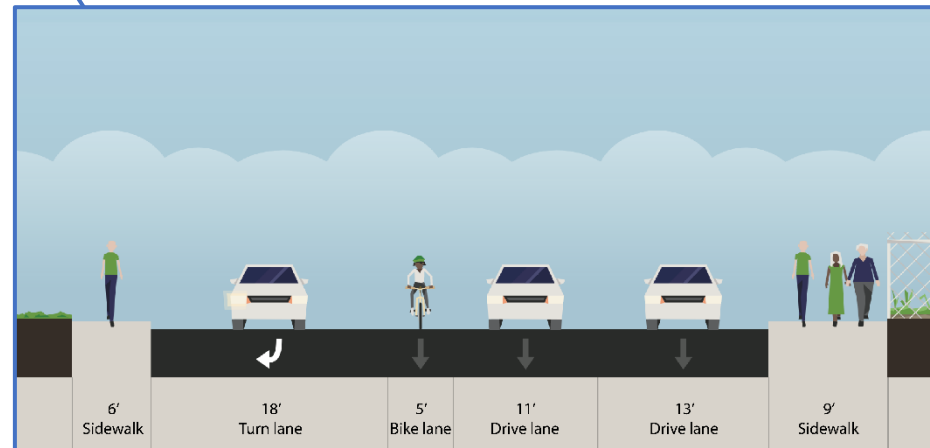 6’
Sidewalk
18’
Turn lane
5’
Bike lane
11’
Drive lane
13’
Drive lane
9’
Sidewalk